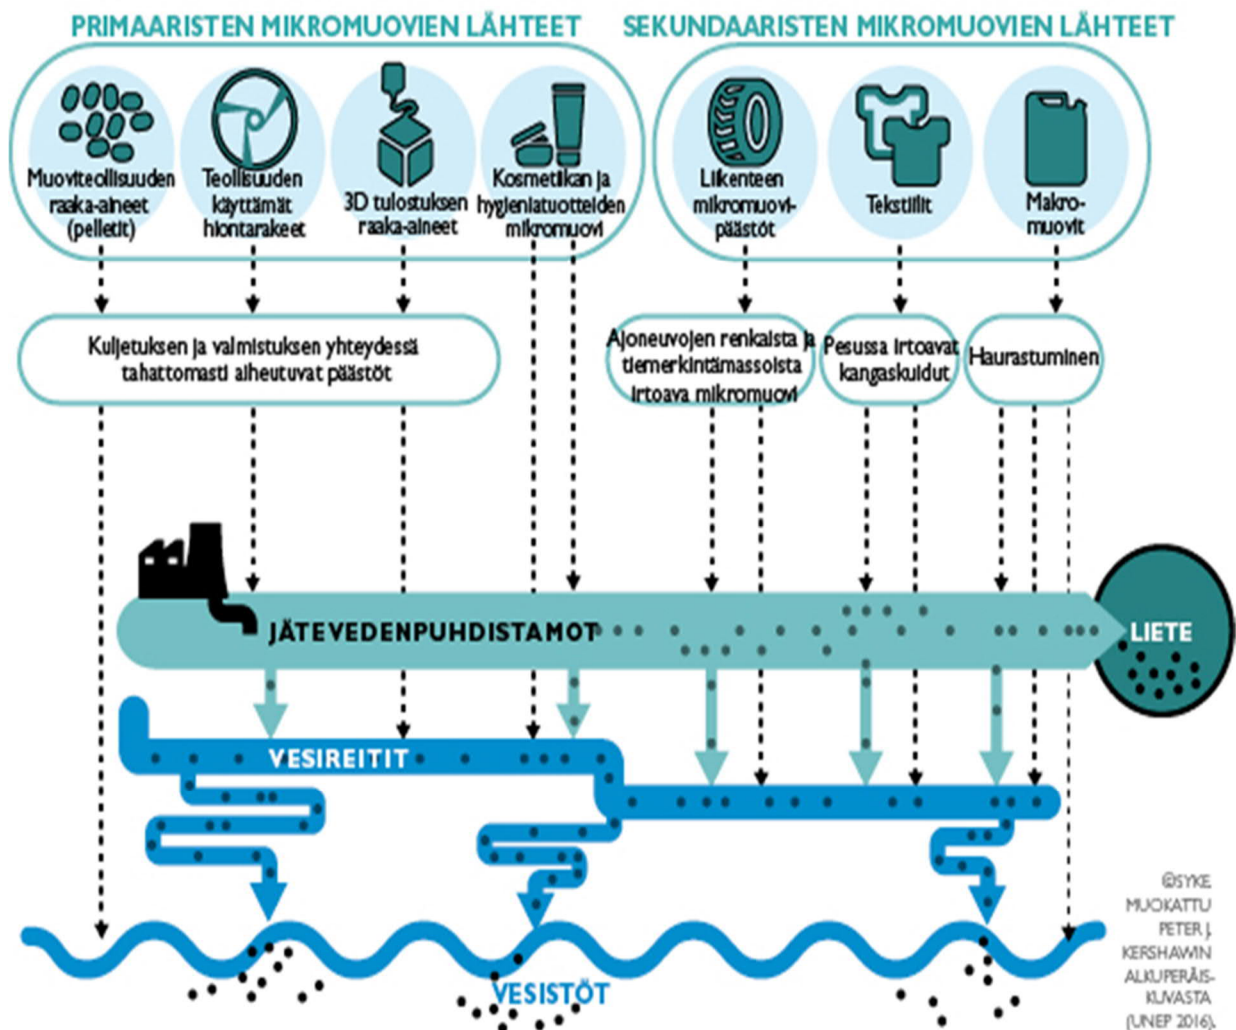 PRIMAARISTEN MIKROMUOVIEN LÄHTEET
SEKUNDAARISTEN MIKROMUOVIEN LÄHTEET
Muoviteollisuuden
raaka-aineet
(pelletit)
Teollisuuden
käyttämät
hiontarakeet
3D tulostuksen
raaka-aineet
Kosmetiikan ja
hygieniatuotteiden
mikromuovi
Liikenteen
mikromuovi-
päästöt
Tekstiilit
Makro-
muovit
Kuljetuksen ja valmistuksen yhteydessä
tahattomasti aiheutuvat päästöt
Ajoneuvojen renkaista ja
tiemerkintämassoista
irtoava mikromuovi
Pesussa irtoavat
kangaskuidut
Haurastuminen
JÄTEVEDENPUHDISTAMOT
LIETE
VESIREITIT
VESISTÖT
©SYKE
MUOKATTU
PETER J.
KERSHAWIN
ALKUPERÄIS-
KUVASTA
(UNEP 2016).